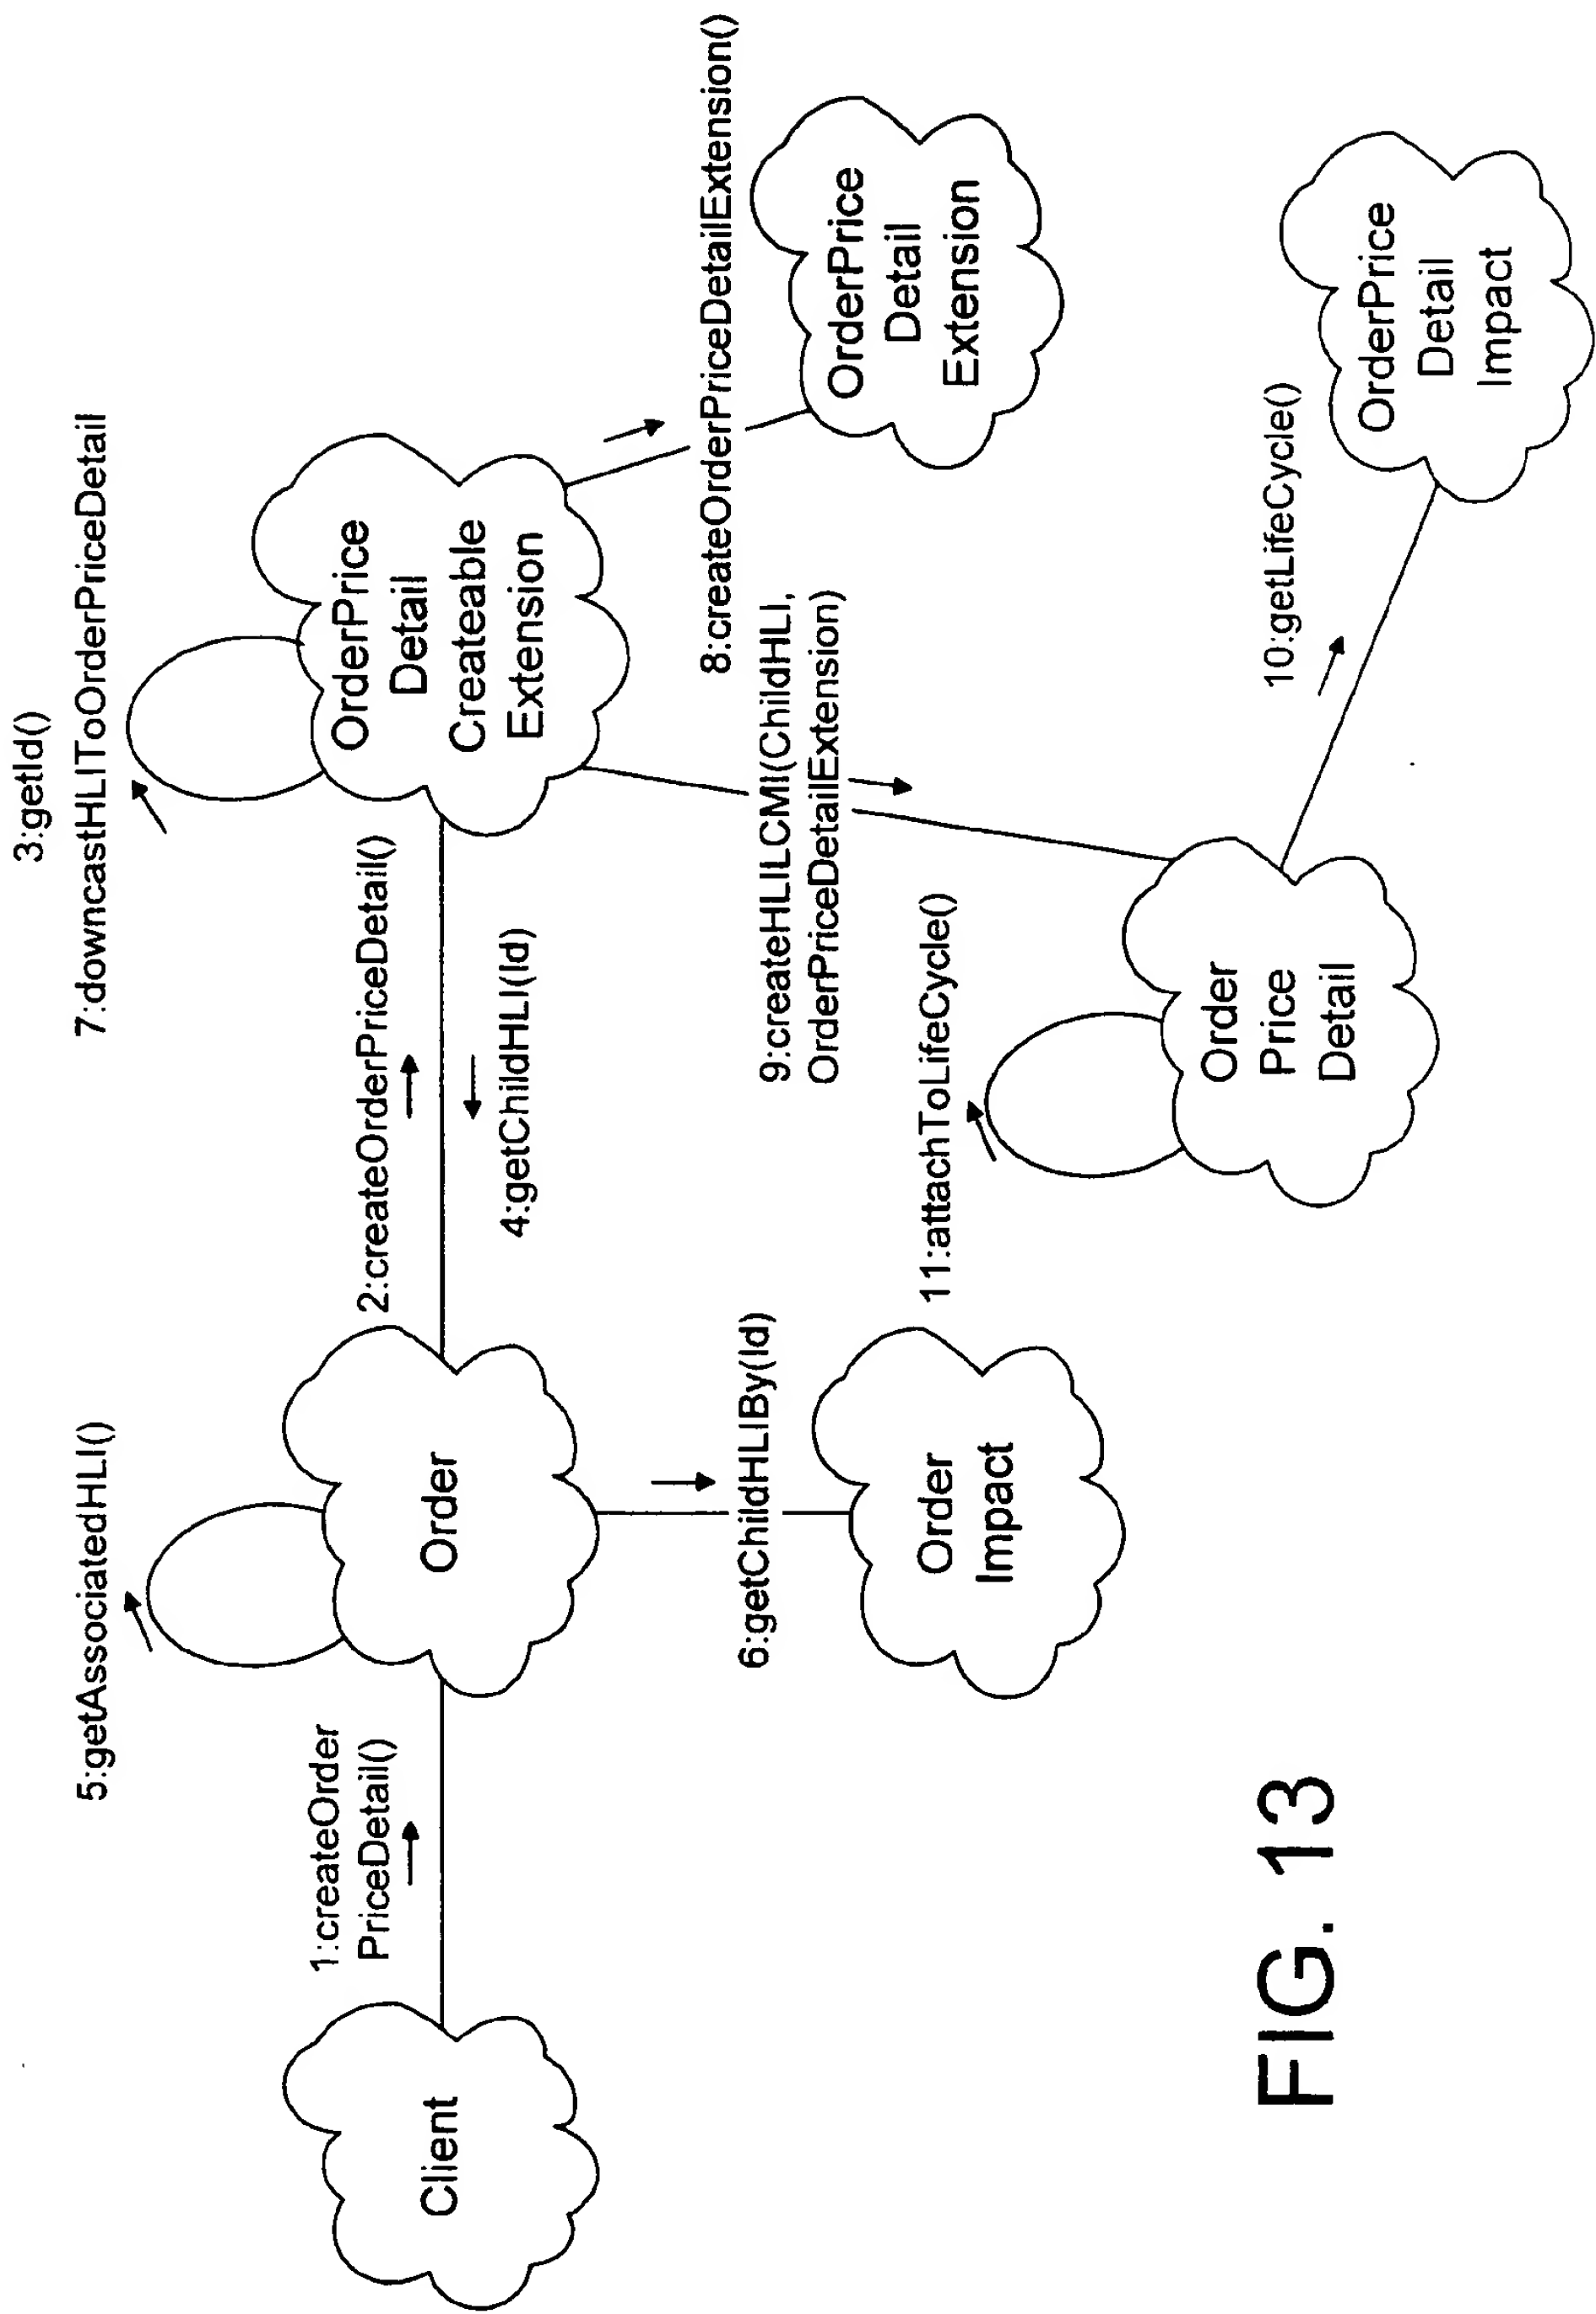 3:getId()
7:downcastHLIToOrderPriceDetail
5:getAssociatedHLI()
1:createOrder
PriceDetail()
2:createOrderPriceDetail()
4:getChildHLI(Id)
Client
Order
OrderPrice
Detail
Createable
Extension
6:getChildHLIBy(Id)
9:createHLILCMI(ChildHLI,
OrderPriceDetailExtension)
8:createOrderPriceDetailExtension()
Order
Impact
OrderPrice
Detail
Extension
11:attachToLifeCycle()
Order
Price
Detail
10:getLifeCycle()
OrderPrice
Detail
Impact
FIG. 13